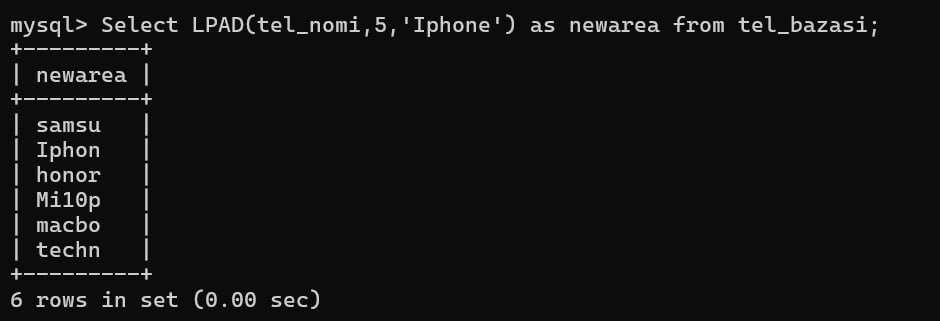 mysql> Select LPAD(tel_nomi,5,'Iphone') as newarea from tel_bazasi;
+---------+
| newarea |
+---------+
| samsu   |
| Iphon   |
| honor   |
| Mi10p   |
| macbo   |
| techn   |
+---------+
6 rows in set (0.00 sec)